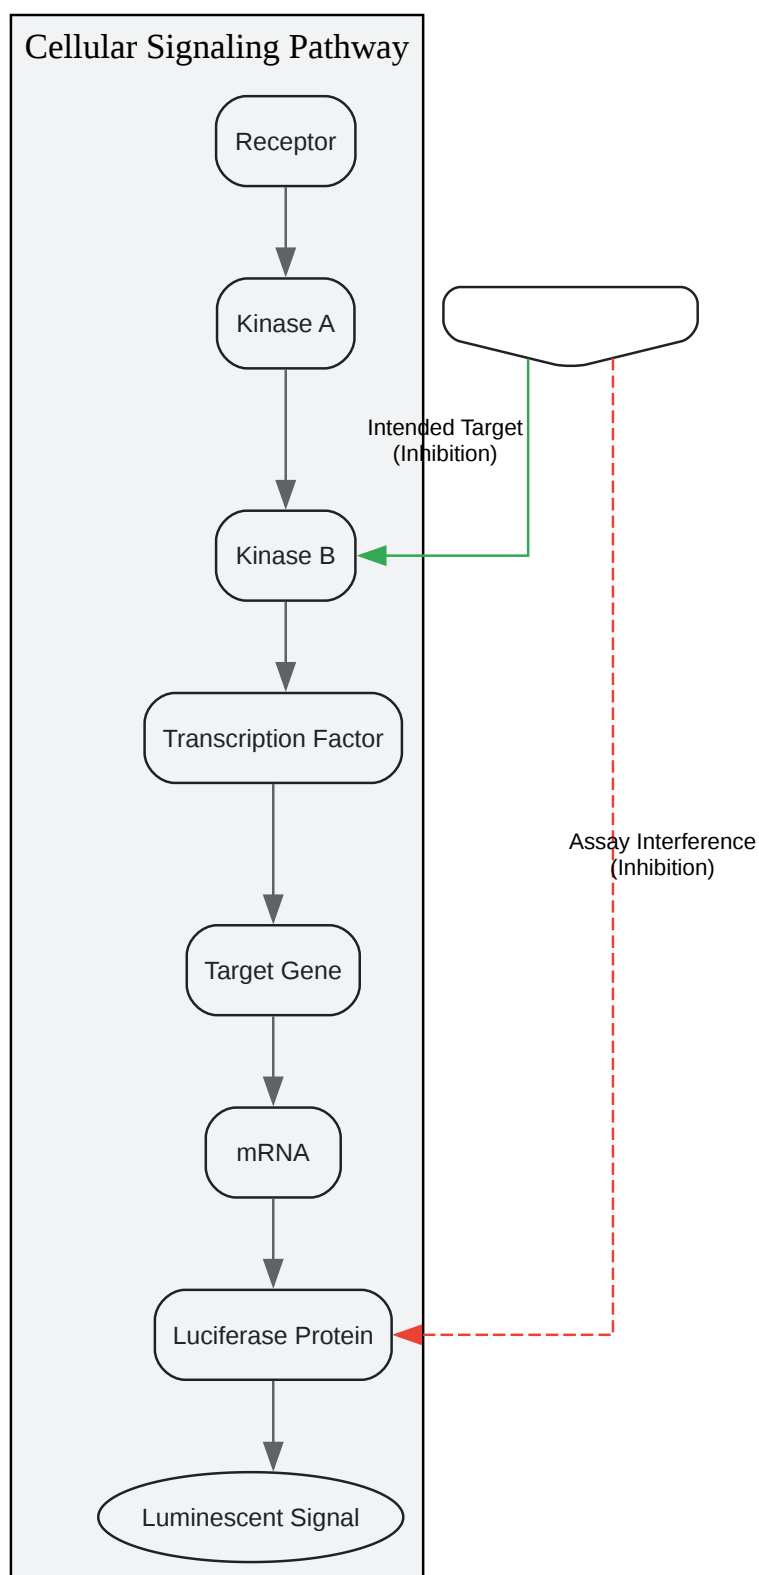 Cellular Signaling Pathway
Receptor
Kinase A
Intended Target
(Inhibition)
Kinase B
Transcription Factor
Assay Interference
(Inhibition)
Target Gene
mRNA
Luciferase Protein
Luminescent Signal